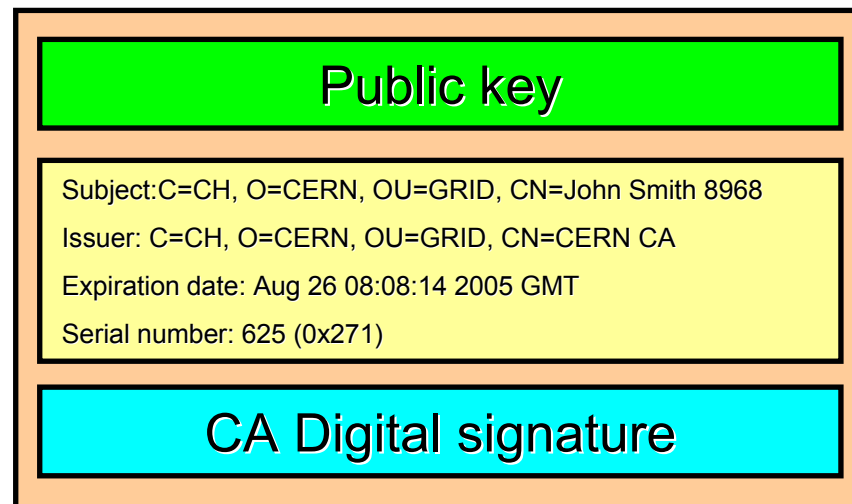 Public key
Subject:C=CH, O=CERN, OU=GRID, CN=John Smith 8968
Issuer: C=CH, O=CERN, OU=GRID, CN=CERN CA
Expiration date: Aug 26 08:08:14 2005 GMT
Serial number: 625 (0x271)
CA Digital signature